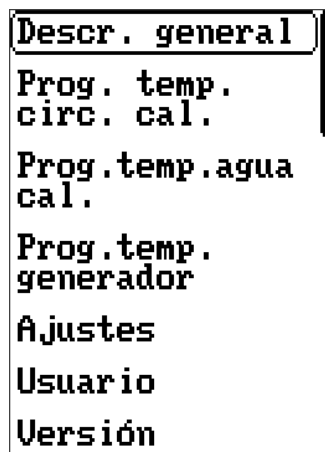 Descr. general
Prog. temp.
circ. cal.
Prog.temp.agua
cal.
Prog.temp.
generador
Ajustes
Usuario
Versión